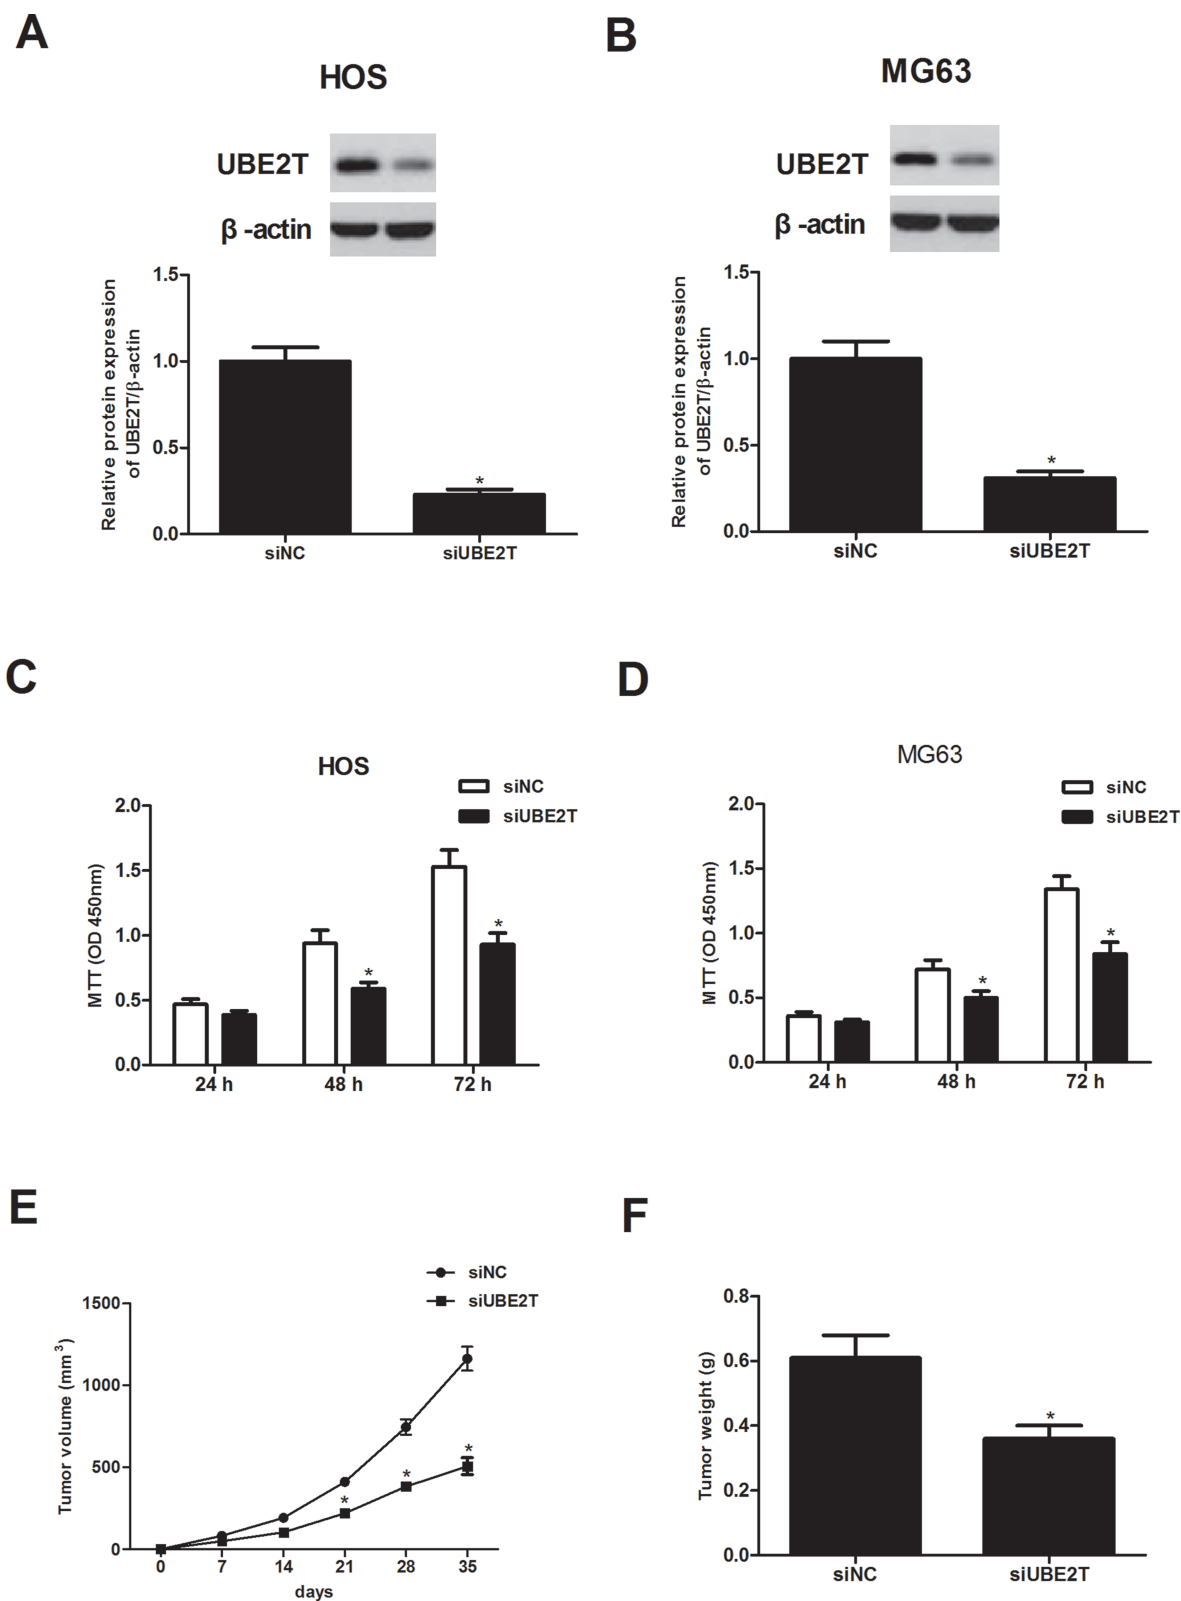 A
HOS
UBE2T
β -actin
Relative protein expression
of UBE2T/β-actin
1.5
1.0
0.5
0.0
*
siNC
siUBE2T
B
MG63
UBE2T
β -actin
Relative protein expression
of UBE2T/β-actin
1.5
1.0
0.5
0.0
*
siNC
siUBE2T
C
HOS
siNC
siUBE2T
MTT (OD 450nm)
2.0
1.5
1.0
0.5
0.0
*
*
24 h
48 h
72 h
D
MG63
siNC
siUBE2T
MTT (OD 450nm)
2.0
1.5
1.0
0.5
0.0
*
*
24 h
48 h
72 h
E
siNC
siUBE2T
Tumor volume (mm³)
1500
1000
500
0
*
*
*
0
7
14
21
28
35
days
F
Tumor weight (g)
0.8
0.6
0.4
0.2
0.0
*
siNC
siUBE2T